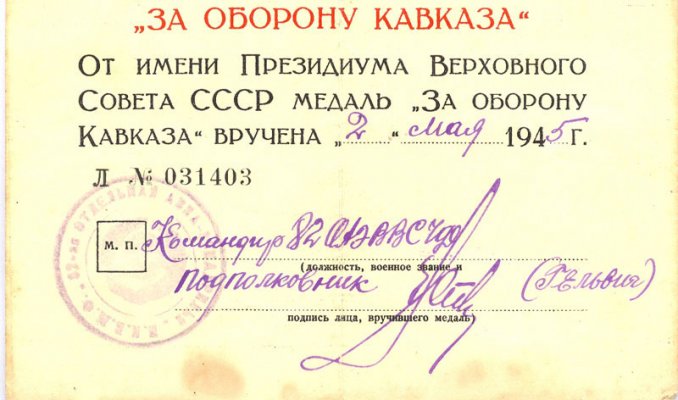 „ЗА ОБОРОНУ КАВКАЗА“
ОТ ИМЕНИ ПРЕЗИДИУМА ВЕРХОВНОГО
СОВЕТА СССР МЕДАЛЬ „ЗА ОБОРОНУ
КАВКАЗА“ ВРУЧЕНА „2“ мая 1945 г.
Л № 031403
М. П. Командир 82
(должность, военное звание и
Подполковник (Гельвиг)
подпись лица, вручившего медаль)